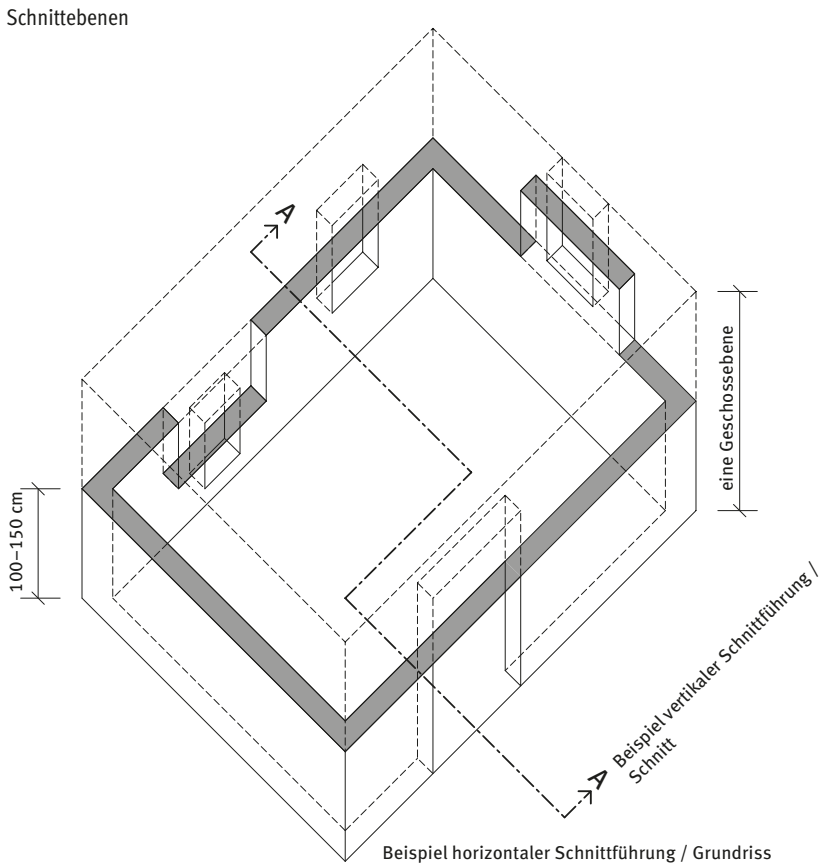 Schnittebenen
A
eine Geschossebene
100–150 cm
A
Beispiel vertikaler Schnittführung /
Schnitt
Beispiel horizontaler Schnittführung / Grundriss